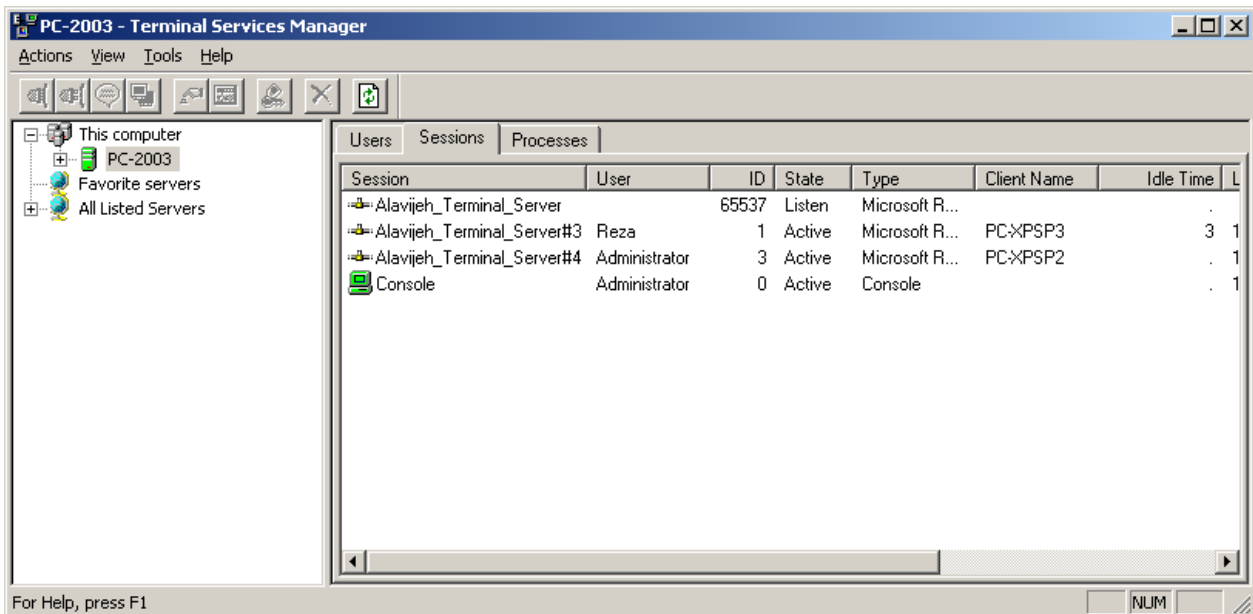 PC-2003 - Terminal Services Manager
Actions View Tools Help
This computer
PC-2003
Favorite servers
All Listed Servers
Users Sessions Processes
Session User ID State Type Client Name Idle Time L
Alavijeh_Terminal_Server 65537 Listen Microsoft R... .
Alavijeh_Terminal_Server#3 Reza 1 Active Microsoft R... PC-XPSP3 3 1
Alavijeh_Terminal_Server#4 Administrator 3 Active Microsoft R... PC-XPSP2 . 1
Console Administrator 0 Active Console . 1
For Help, press F1 NUM